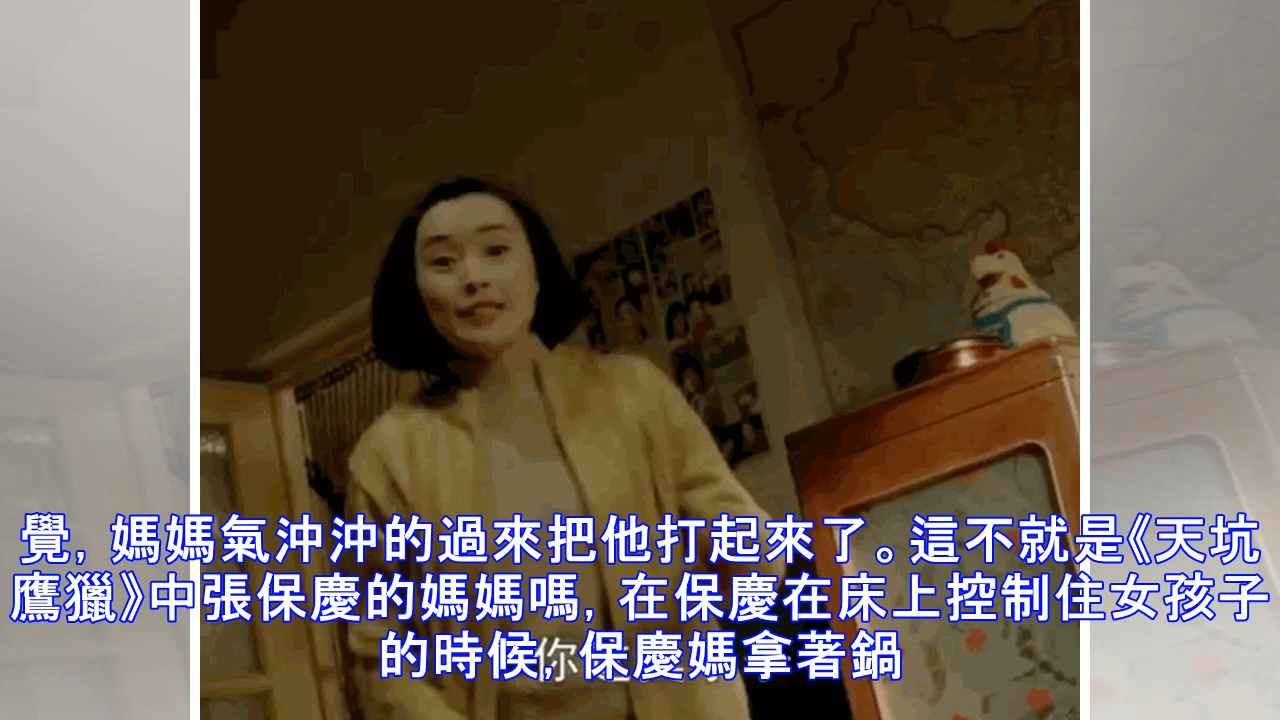 覺, 媽媽氣沖沖的過來把他打起來了。這不就是《天坑
鷹獵》中張保慶的媽媽嗎, 在保慶在床上控制住女孩子
的時候, 保慶媽拿著鍋
你